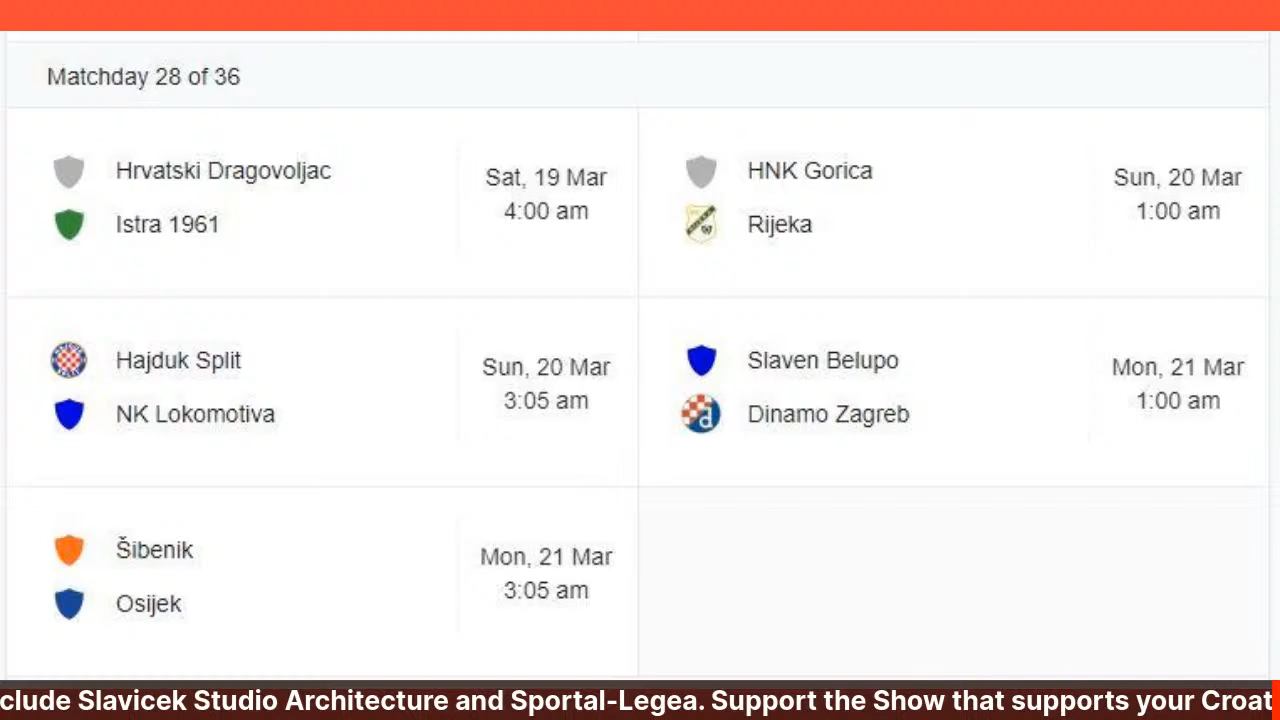 Matchday 28 of 36
Hrvatski Dragovoljac
Istra 1961
Sat, 19 Mar
4:00 am
HNK Gorica
Rijeka
Sun, 20 Mar
1:00 am
Hajduk Split
NK Lokomotiva
Sun, 20 Mar
3:05 am
Slaven Belupo
Dinamo Zagreb
Mon, 21 Mar
1:00 am
Šibenik
Osijek
Mon, 21 Mar
3:05 am
clude Slavicek Studio Architecture and Sportal-Legea. Support the Show that supports your Croat